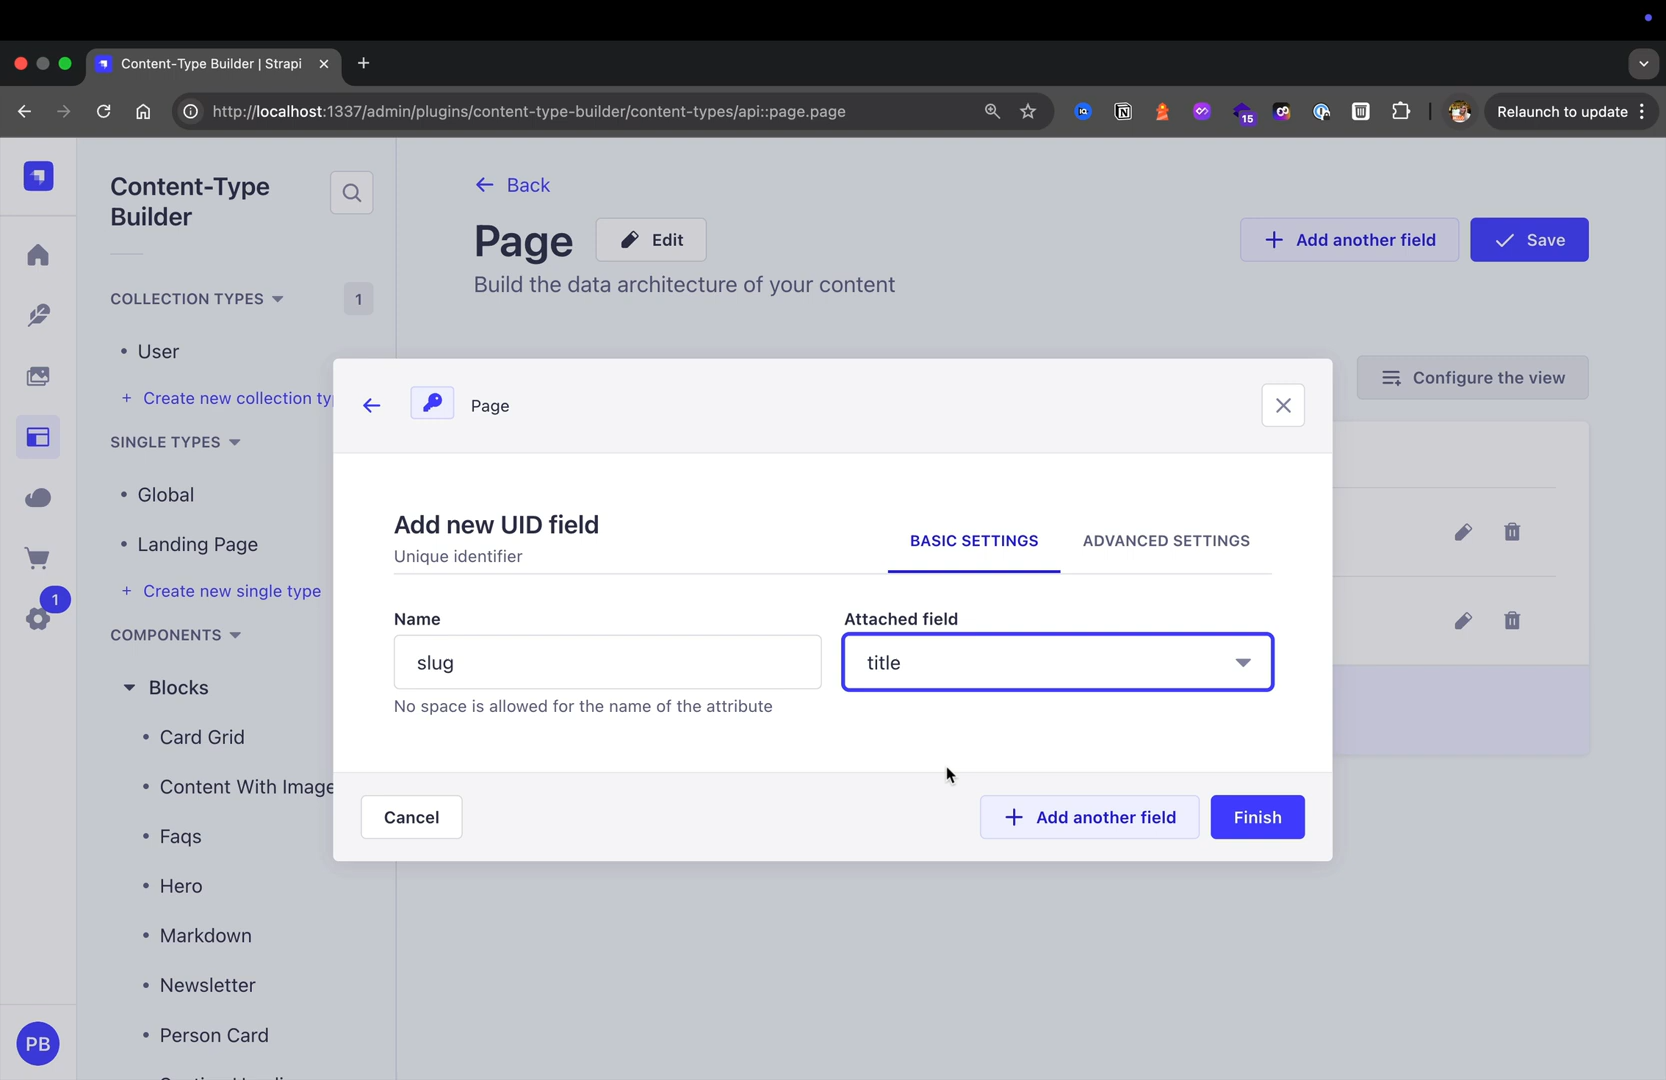 Content-Type Builder | Strapi
http://localhost:1337/admin/plugins/content-type-builder/content-types/api::page.page
15
Relaunch to update
Content-Type
Builder
COLLECTION TYPES
1
User
+ Create new collection ty
SINGLE TYPES
Global
Landing Page
+ Create new single type
1
COMPONENTS
Blocks
Card Grid
Content With Image
Faqs
Hero
Markdown
Newsletter
Person Card
PB
Back
Page
Edit
Add another field
Save
Build the data architecture of your content
Configure the view
Page
Add new UID field
Unique identifier
BASIC SETTINGS
ADVANCED SETTINGS
Name
Attached field
slug
title
No space is allowed for the name of the attribute
Cancel
Add another field
Finish